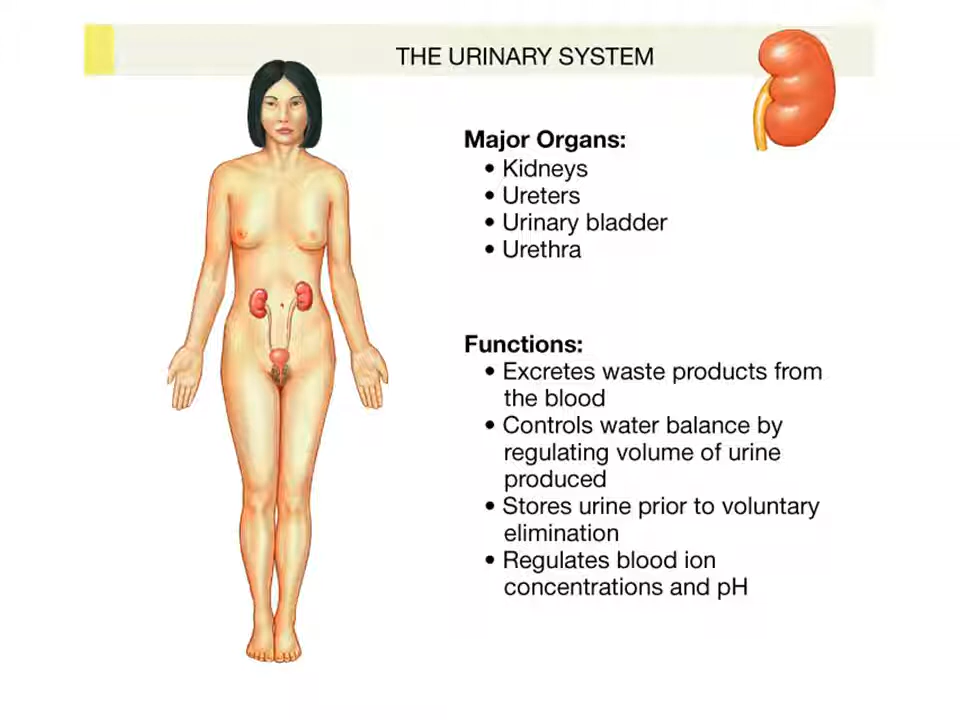 THE URINARY SYSTEM
Major Organs:
• Kidneys
• Ureters
• Urinary bladder
• Urethra
Functions:
• Excretes waste products from
the blood
• Controls water balance by
regulating volume of urine
produced
• Stores urine prior to voluntary
elimination
• Regulates blood ion
concentrations and pH